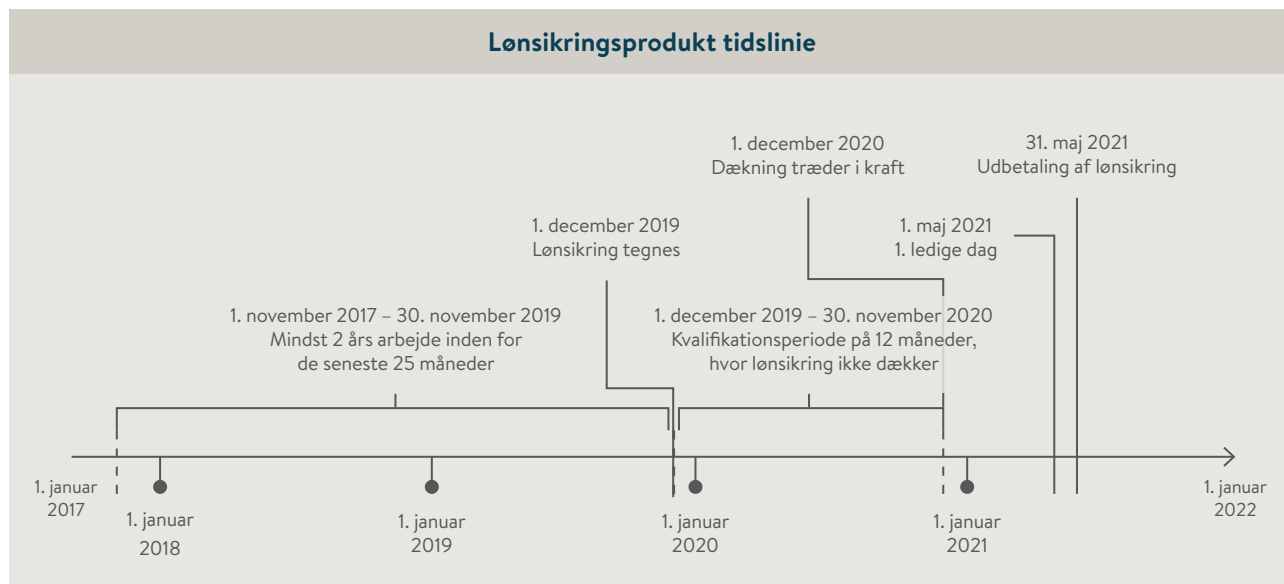 Lønsikringsprodukt tidslinie
1. december 2020
Dækning træder i kraft
31. maj 2021
Udbetaling af lønsikring
1. december 2019
Lønsikring tegnes
1. maj 2021
1. ledige dag
1. november 2017 – 30. november 2019
Mindst 2 års arbejde inden for
de seneste 25 måneder
1. december 2019 – 30. november 2020
Kvalifikationsperiode på 12 måneder,
hvor lønsikring ikke dækker
1. januar
2017
1. januar
2018
1. januar
2019
1. januar
2020
1. januar
2021
1. januar
2022